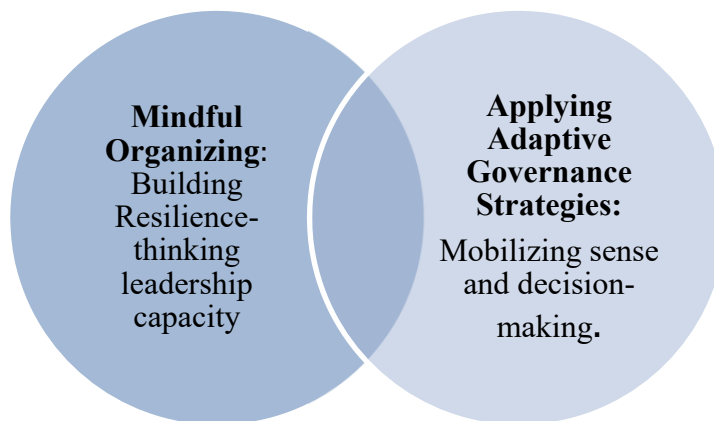 Mindful
Organizing:
Building
Resilience-
thinking
leadership
capacity
Applying
Adaptive
Governance
Strategies:
Mobilizing sense
and decision-
making.